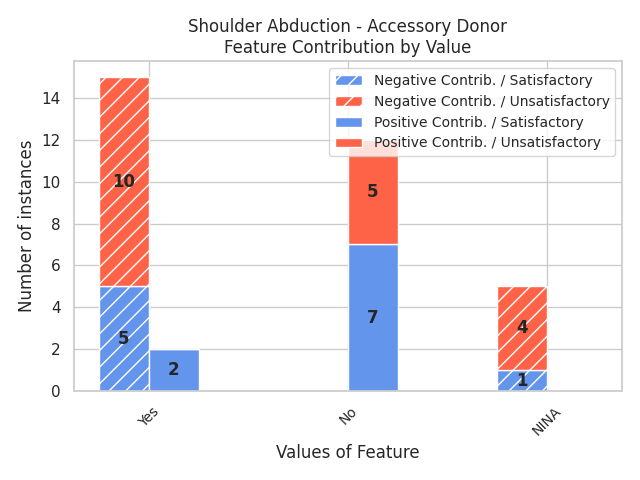 Shoulder Abduction - Accessory Donor
Feature Contribution by Value
Negative Contrib. / Satisfactory
Negative Contrib. / Unsatisfactory
Positive Contrib. / Satisfactory
Positive Contrib. / Unsatisfactory
Number of instances
14
12
10
8
6
4
2
0
10
5
2
5
7
4
1
Yes
No
NINA
Values of Feature